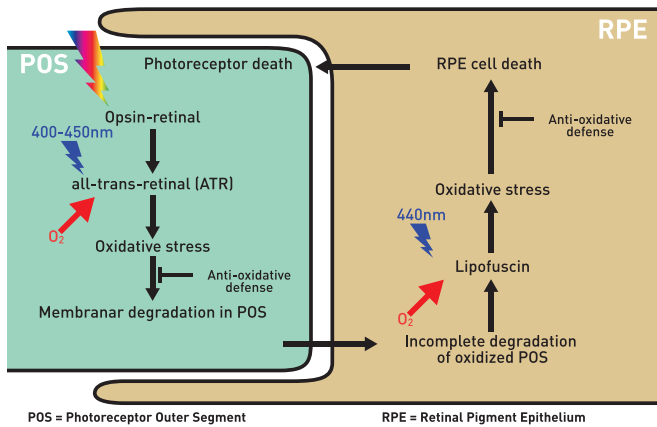 POS
Photoreceptor death
Opsin-retinal
400-450nm
all-trans-retinal (ATR)
O2
Oxidative stress
Anti-oxidative
defense
Membranar degradation in POS
RPE
RPE cell death
Anti-oxidative
defense
Oxidative stress
440nm
Lipofuscin
O2
Incomplete degradation
of oxidized POS
POS = Photoreceptor Outer Segment
RPE = Retinal Pigment Epithelium